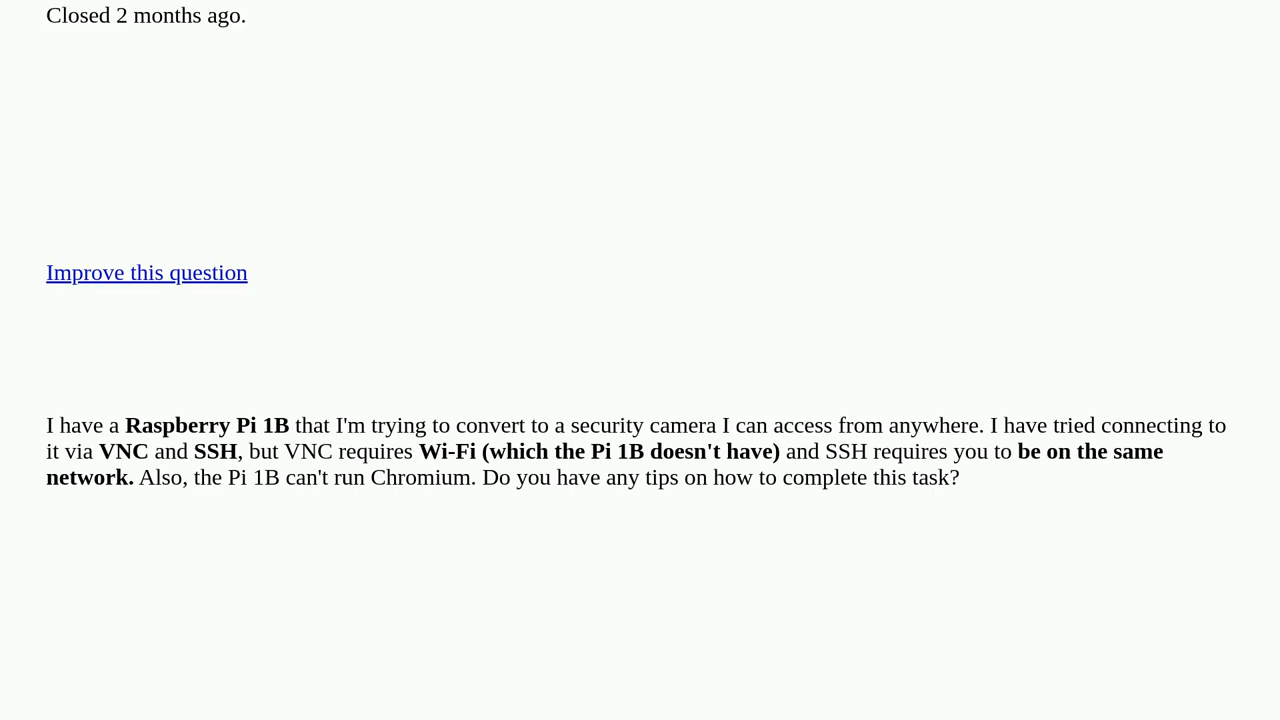 Closed 2 months ago.
Improve this question
I have a Raspberry Pi 1B that I'm trying to convert to a security camera I can access from anywhere. I have tried connecting to
it via VNC and SSH, but VNC requires Wi-Fi (which the Pi 1B doesn't have) and SSH requires you to be on the same
network. Also, the Pi 1B can't run Chromium. Do you have any tips on how to complete this task?